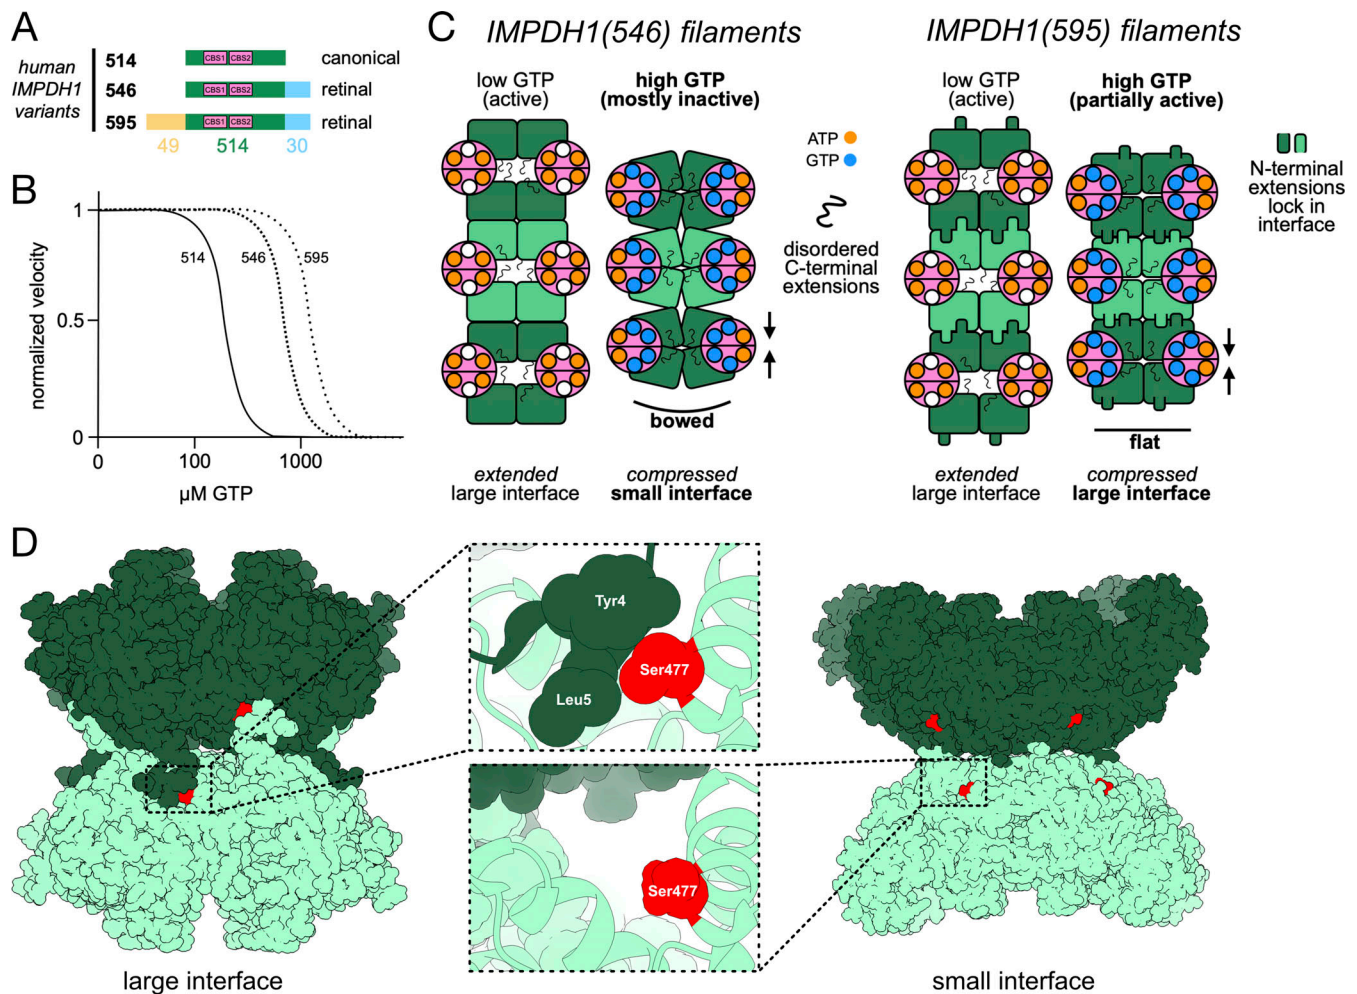 A
human
IMPDH1
variants
514
CBS1 CBS2
canonical
546
CBS1 CBS2
retinal
595
CBS1 CBS2
retinal
49
514
30
B
normalized velocity
1
0.5
0
514
546
595
0
100
1000
µM GTP
C
IMPDH1(546) filaments
low GTP
(active)
high GTP
(mostly inactive)
bowed
extended
large interface
compressed
small interface
ATP
GTP
disordered
C-terminal
extensions
IMPDH1(595) filaments
low GTP
(active)
high GTP
(partially active)
flat
extended
large interface
compressed
large interface
N-terminal
extensions
lock in
interface
D
Tyr4
Ser477
Leu5
Ser477
large interface
small interface